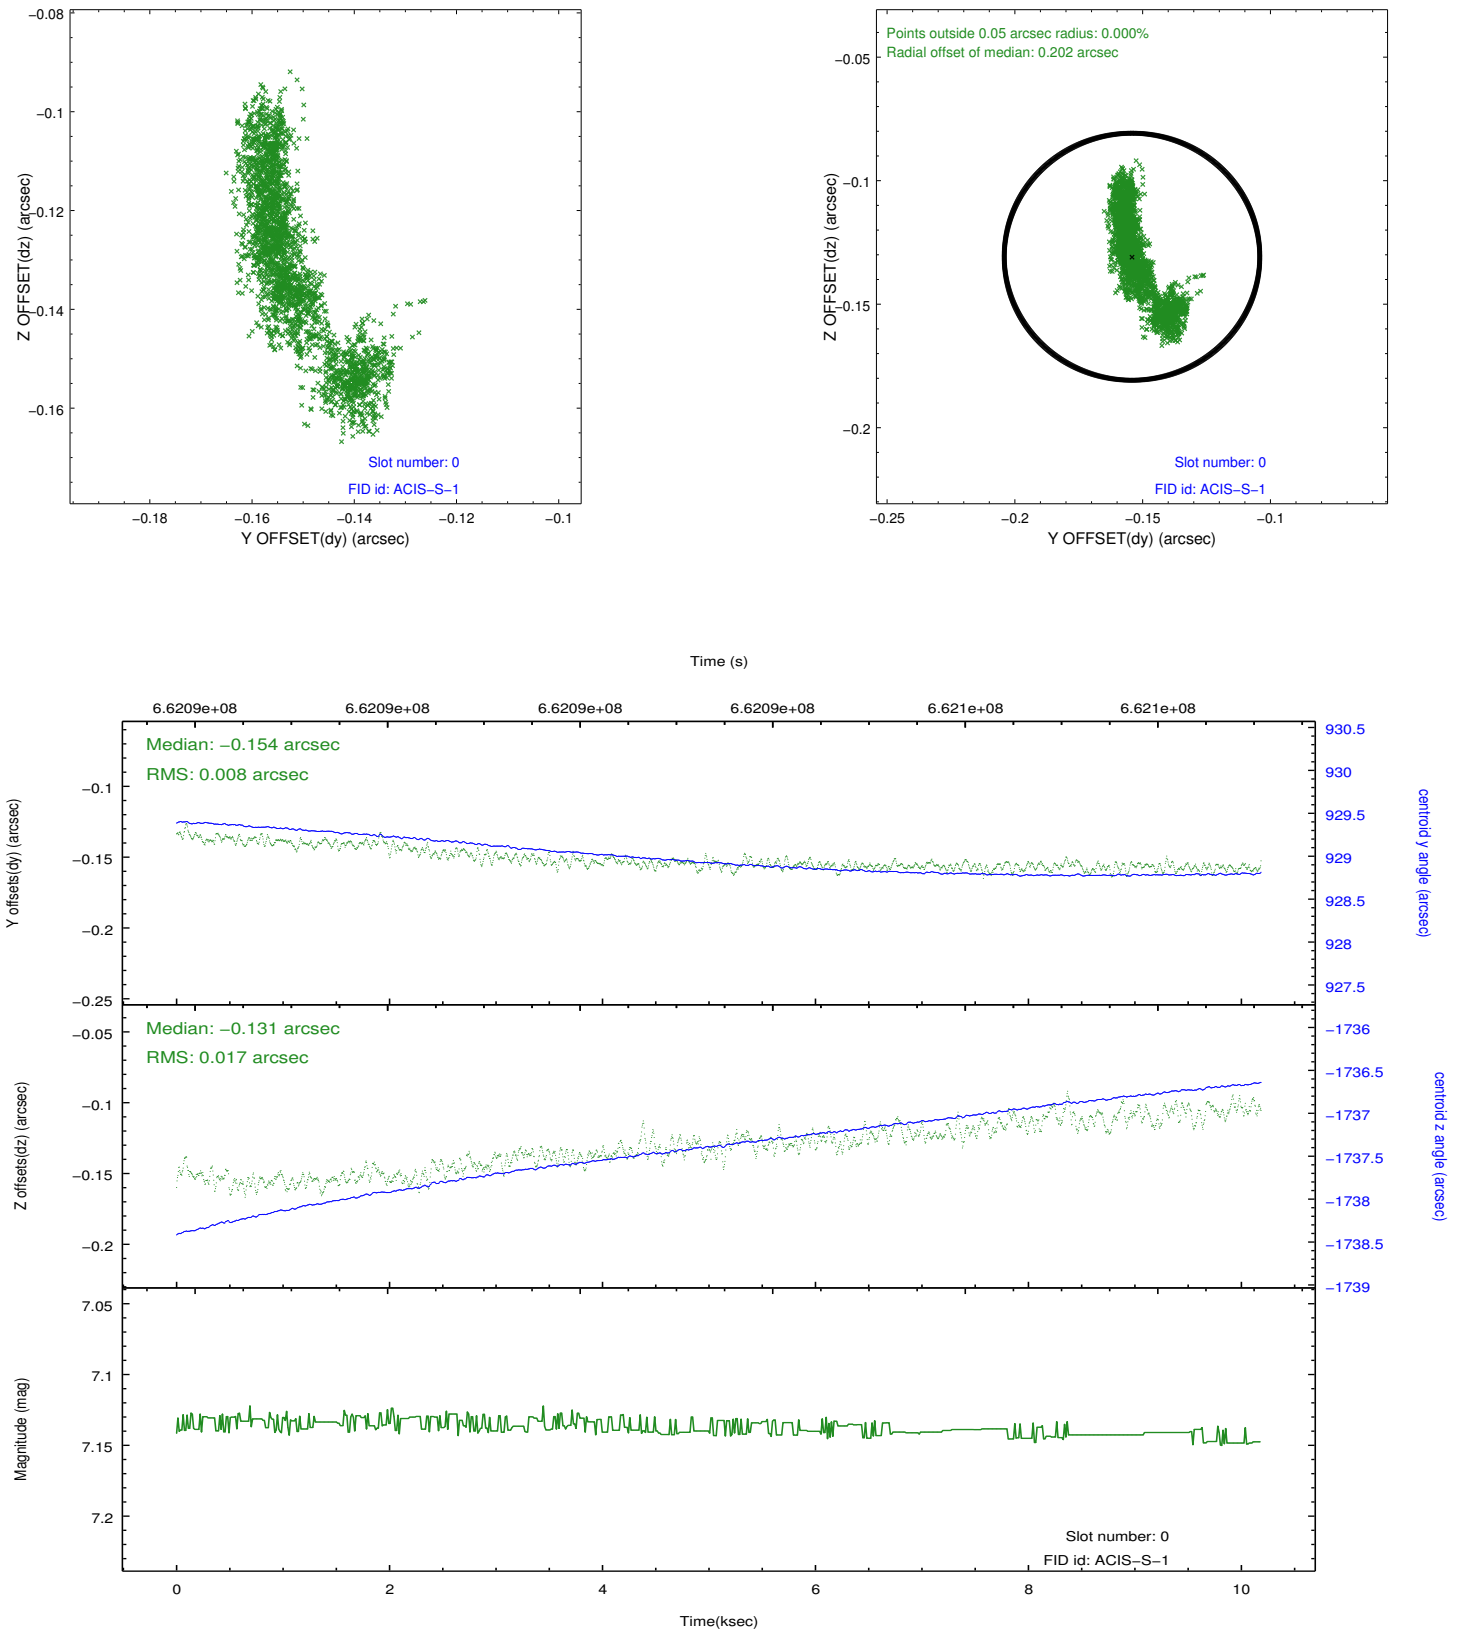 −0.08
−0.1
−0.12
−0.14
−0.16
Z OFFSET(dz) (arcsec)
Slot number: 0
FID id: ACIS−S−1
−0.18
−0.16
−0.14
−0.12
−0.1
Y OFFSET(dy) (arcsec)
Points outside 0.05 arcsec radius: 0.000%
Radial offset of median: 0.202 arcsec
−0.05
−0.1
−0.15
−0.2
Z OFFSET(dz) (arcsec)
Slot number: 0
FID id: ACIS−S−1
−0.25
−0.2
−0.15
−0.1
Y OFFSET(dy) (arcsec)
Time (s)
6.6209e+08
6.6209e+08
6.6209e+08
6.6209e+08
6.621e+08
6.621e+08
Median: −0.154 arcsec
RMS: 0.008 arcsec
−0.1
−0.15
−0.2
−0.25
Y offsets(dy) (arcsec)
930.5
930
929.5
929
928.5
928
927.5
centroid y angle (arcsec)
Median: −0.131 arcsec
RMS: 0.017 arcsec
−0.05
−0.1
−0.15
−0.2
Z offsets(dz) (arcsec)
−1736
−1736.5
−1737
−1737.5
−1738
−1738.5
−1739
centroid z angle (arcsec)
7.05
7.1
7.15
7.2
Magnitude (mag)
Slot number: 0
FID id: ACIS−S−1
0
2
4
6
8
10
Time(ksec)